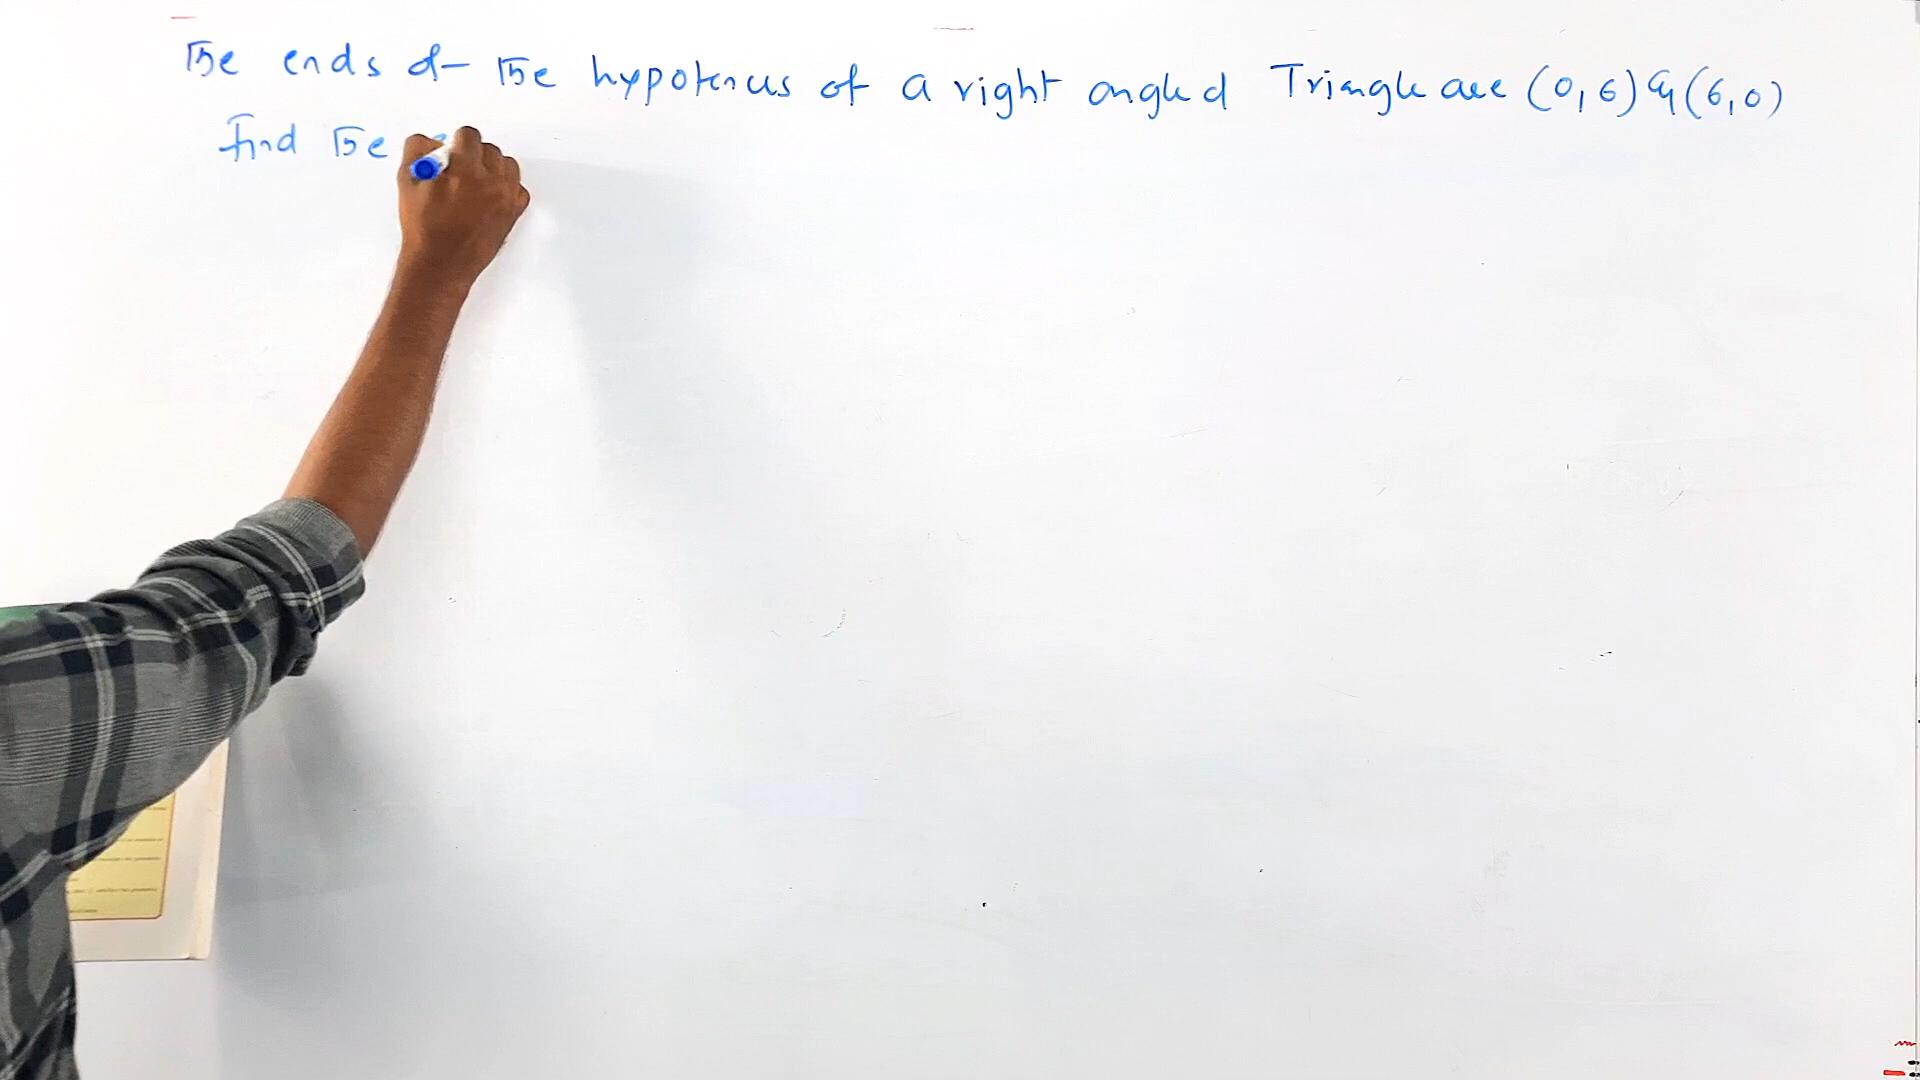 The ends of the hypotenus of a right angled Triangle are (0,6) & (6,0)
find the